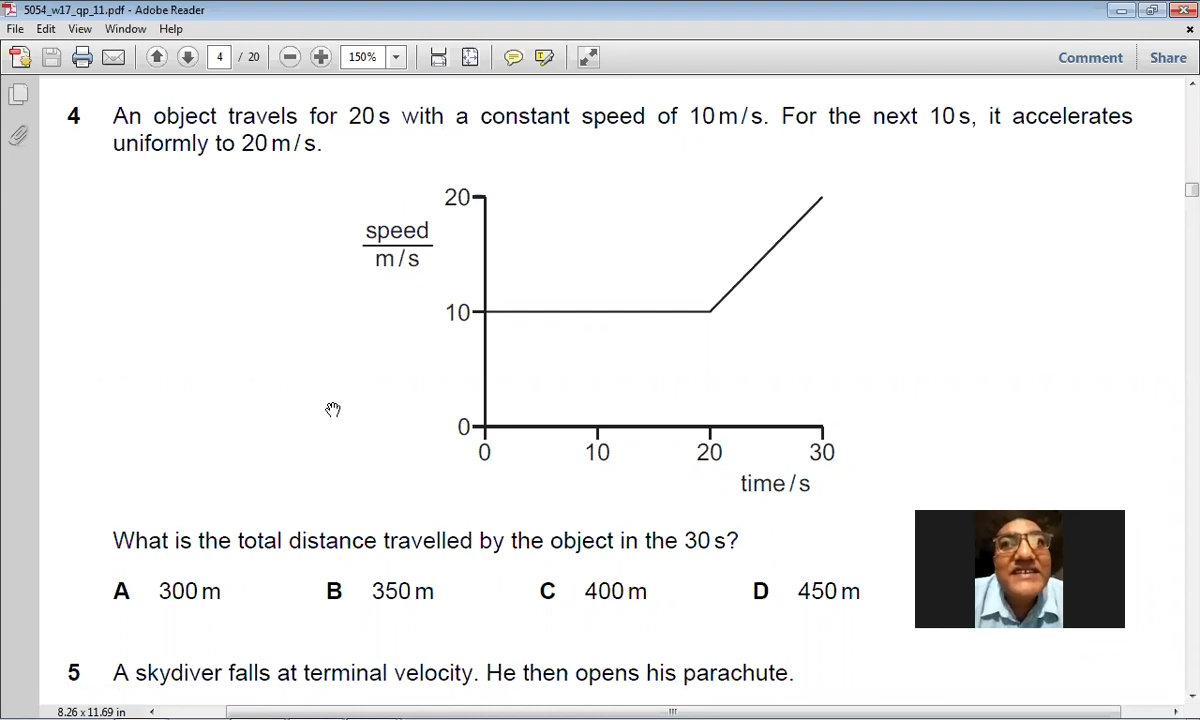 5054_w17_qp_11.pdf - Adobe Reader
File Edit View Window Help
4 / 20 150% Comment Share
4 An object travels for 20 s with a constant speed of 10 m / s. For the next 10 s, it accelerates
uniformly to 20 m / s.
20
speed
m / s
10
0
0 10 20 30
time / s
What is the total distance travelled by the object in the 30 s?
A 300 m B 350 m C 400 m D 450 m
5 A skydiver falls at terminal velocity. He then opens his parachute.
8.26 x 11.69 in